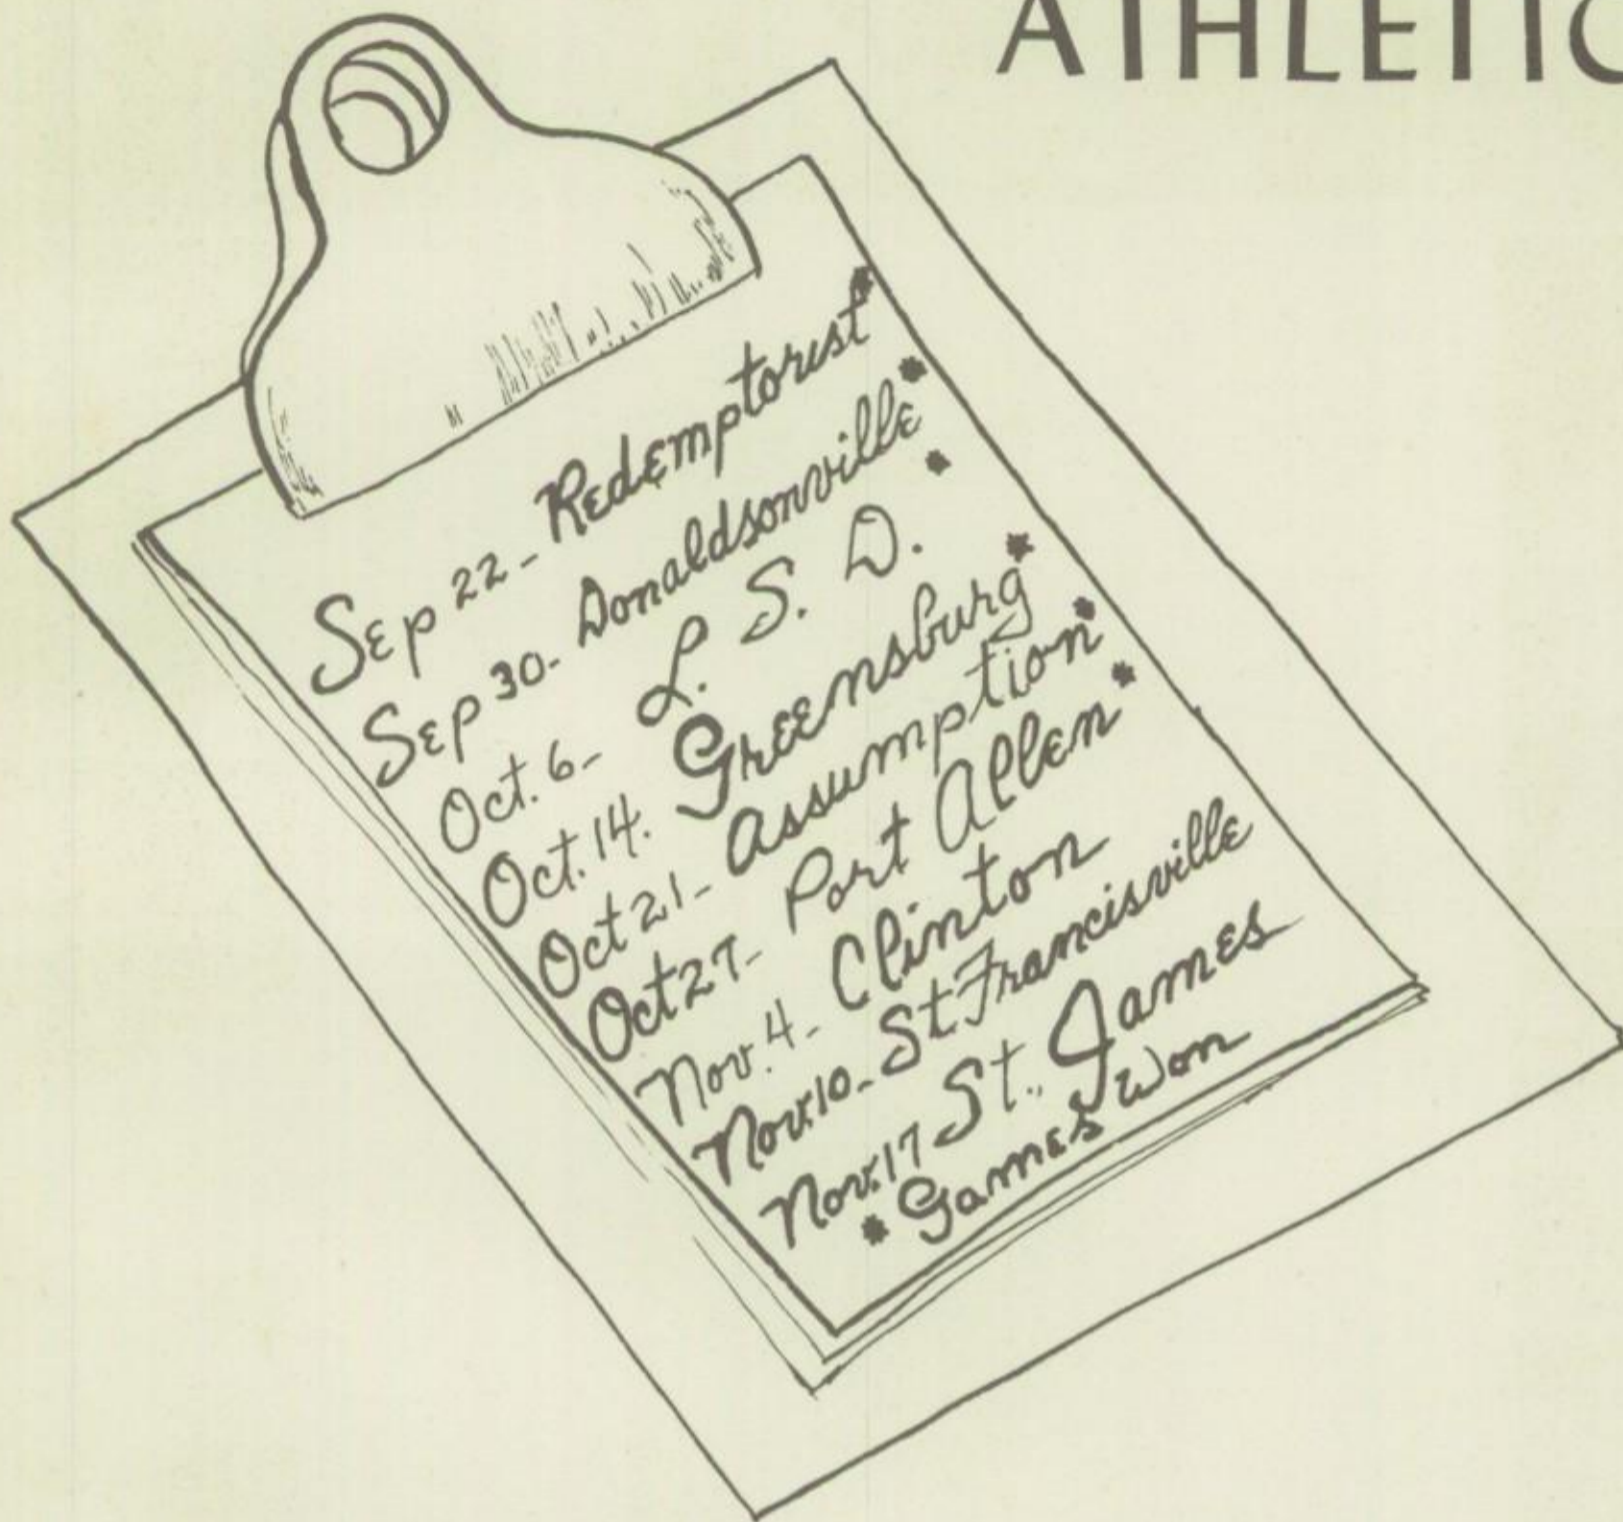 ATHLETIC
Sep 22 - Redemptorist*
Sep 30 - Donaldsonville*
Oct. 6 - L. S. D.*
Oct. 14. Greensburg*
Oct 21 - Assumption*
Oct 27 - Port Allen*
Nov. 4 - Clinton
Nov. 10 - St Francisville
Nov. 17 St. James
* Games Won